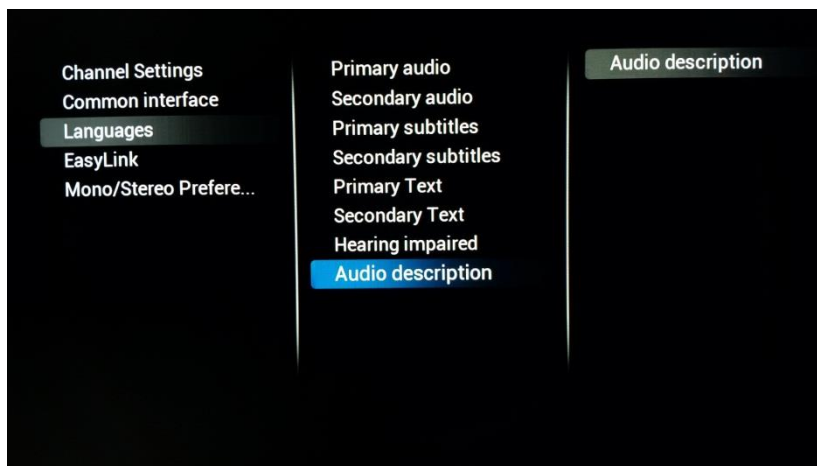 Channel Settings
Common interface
Languages
EasyLink
Mono/Stereo Prefere...
Primary audio
Secondary audio
Primary subtitles
Secondary subtitles
Primary Text
Secondary Text
Hearing impaired
Audio description
Audio description